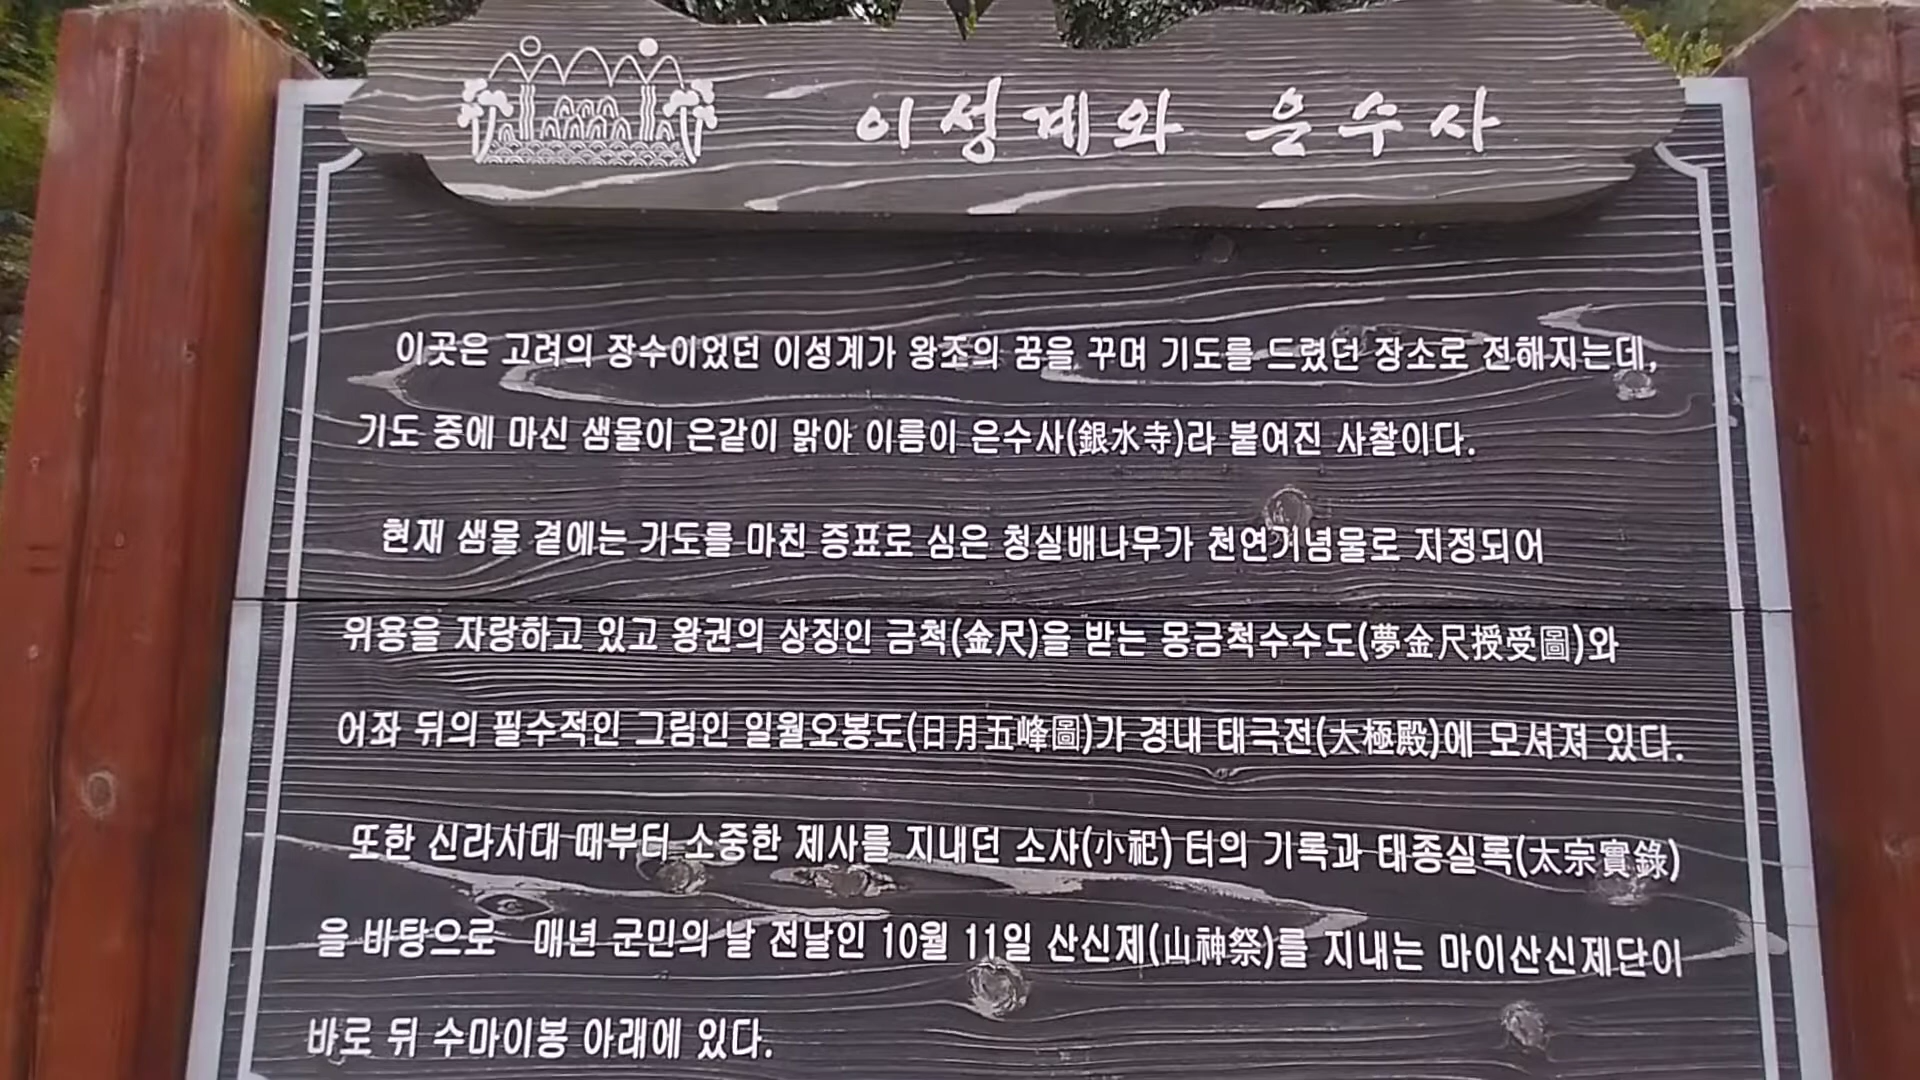 이성계와 은수사
이곳은 고려의 장수이었던 이성계가 왕조의 꿈을 꾸며 기도를 드렸던 장소로 전해지는데,
기도 중에 마신 샘물이 은같이 맑아 이름이 은수사(銀水寺)라 붙여진 사찰이다.
현재 샘물 곁에는 기도를 마친 증표로 심은 청실배나무가 천연기념물로 지정되어
위용을 자랑하고 있고 왕권의 상징인 금척(金尺)을 받는 몽금척수수도(夢金尺授受圖)와
어좌 뒤의 필수적인 그림인 일월오봉도(日月五峰圖)가 경내 태극전(大極殿)에 모셔져 있다.
또한 신라시대 때부터 소중한 제사를 지내던 소사(小祀) 터의 기록과 태종실록(太宗實錄)
을 바탕으로 매년 군민의 날 전날인 10월 11일 산신제(山神祭)를 지내는 마이산신제단이
바로 뒤 수마이봉 아래에 있다.